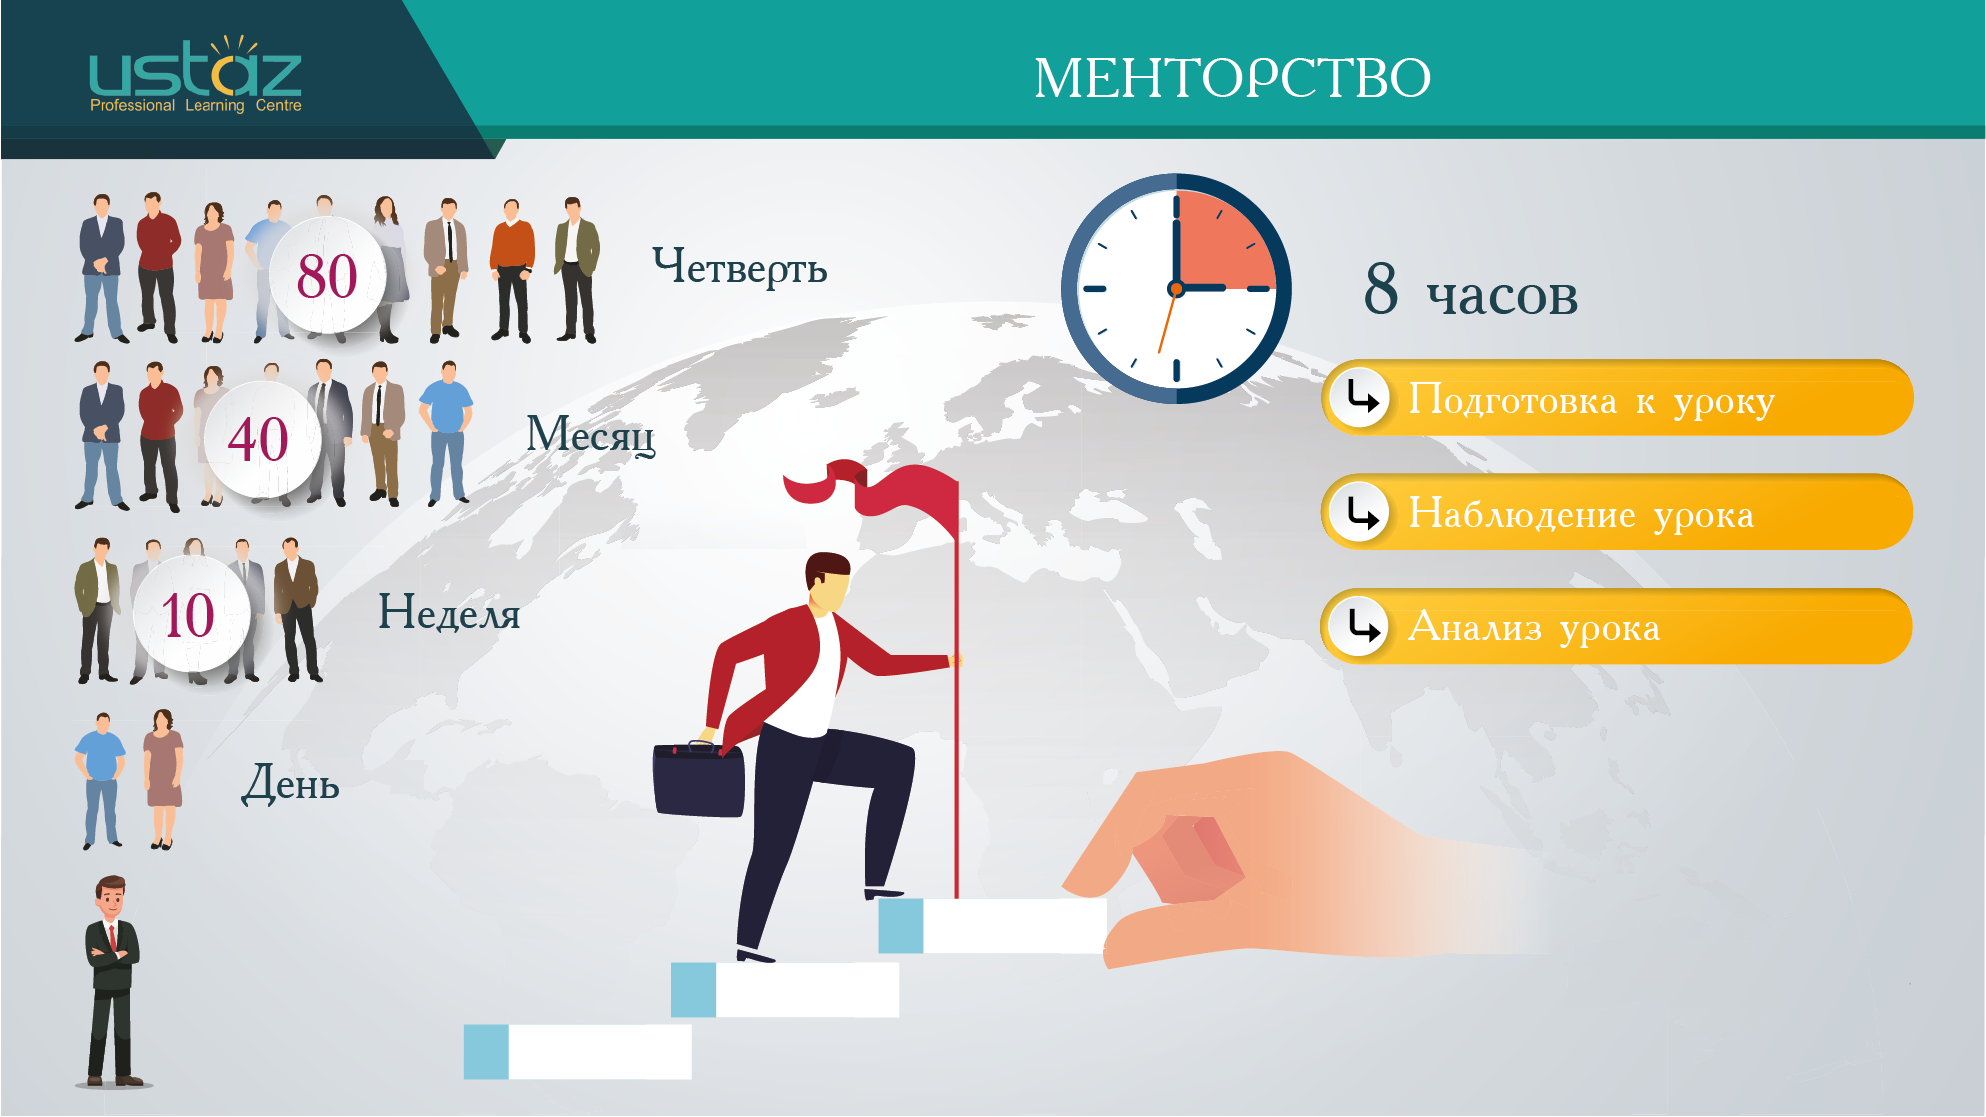 ustaz
Professional Learning Centre
МЕНТОРСТВО
80
Четверть
40
Месяц
10
Неделя
День
8 часов
Подготовка к уроку
Наблюдение урока
Анализ урока